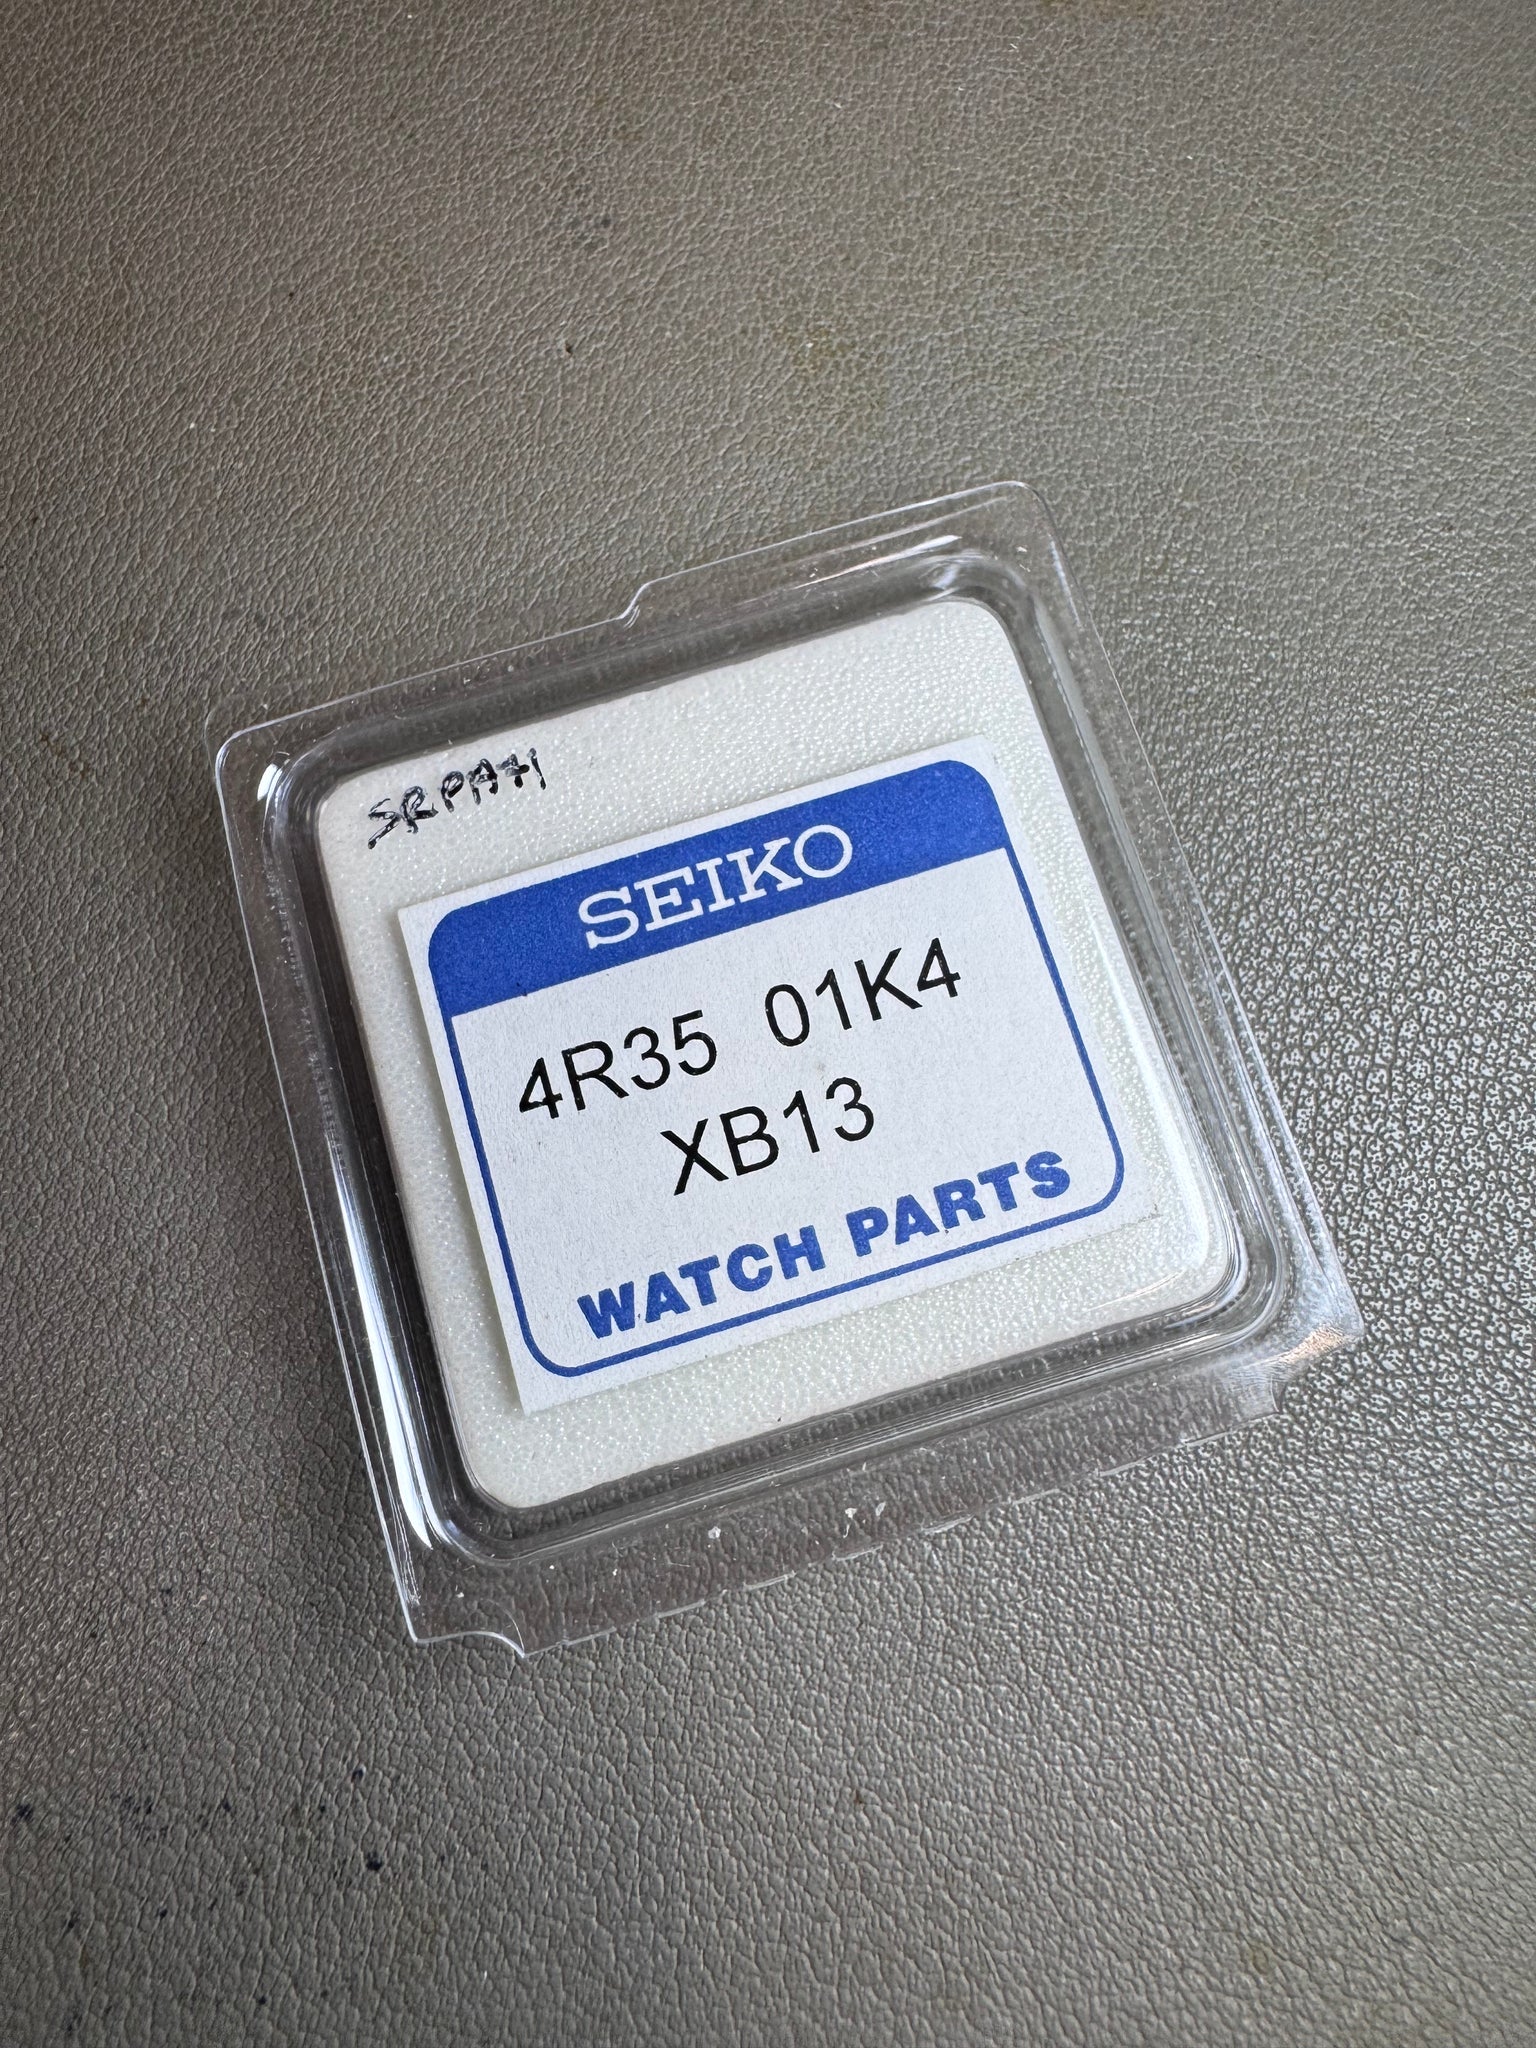 SRPA71
SEIKO
4R35 01K4
XB13
WATCH PARTS